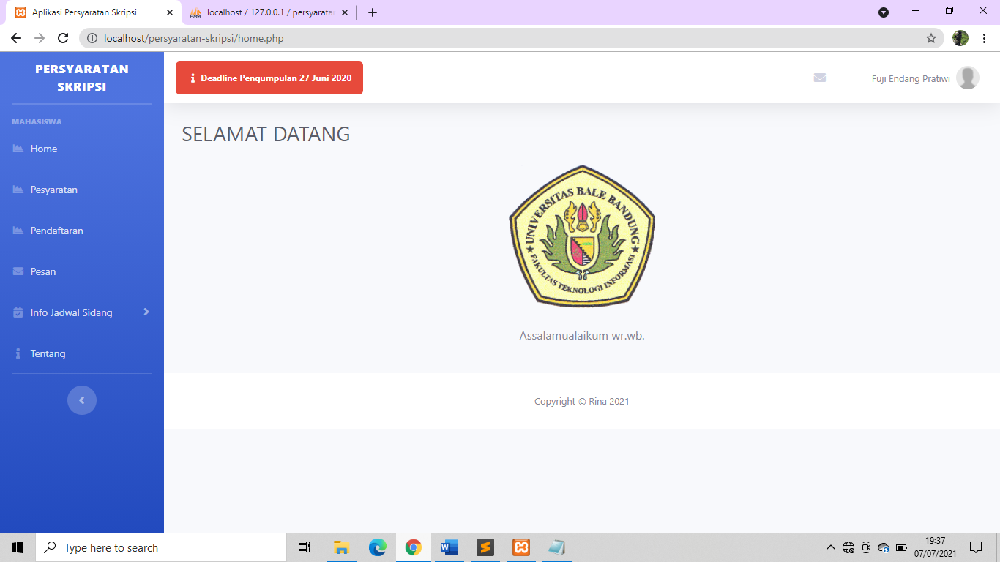 Aplikasi Persyaratan Skripsi
localhost / 127.0.0.1 / persyarata
localhost/persyaratan-skripsi/home.php
PERSYARATAN
SKRIPSI
MAHASISWA
Home
Pesyaratan
Pendaftaran
Pesan
Info Jadwal Sidang
Tentang
Deadline Pengumpulan 27 Juni 2020
Fuji Endang Pratiwi
SELAMAT DATANG
UNIVERSITAS BALE BANDUNG
FAKULTAS TEKNOLOGI INFORMASI
Assalamualaikum wr.wb.
Copyright © Rina 2021
Type here to search
19:37
07/07/2021